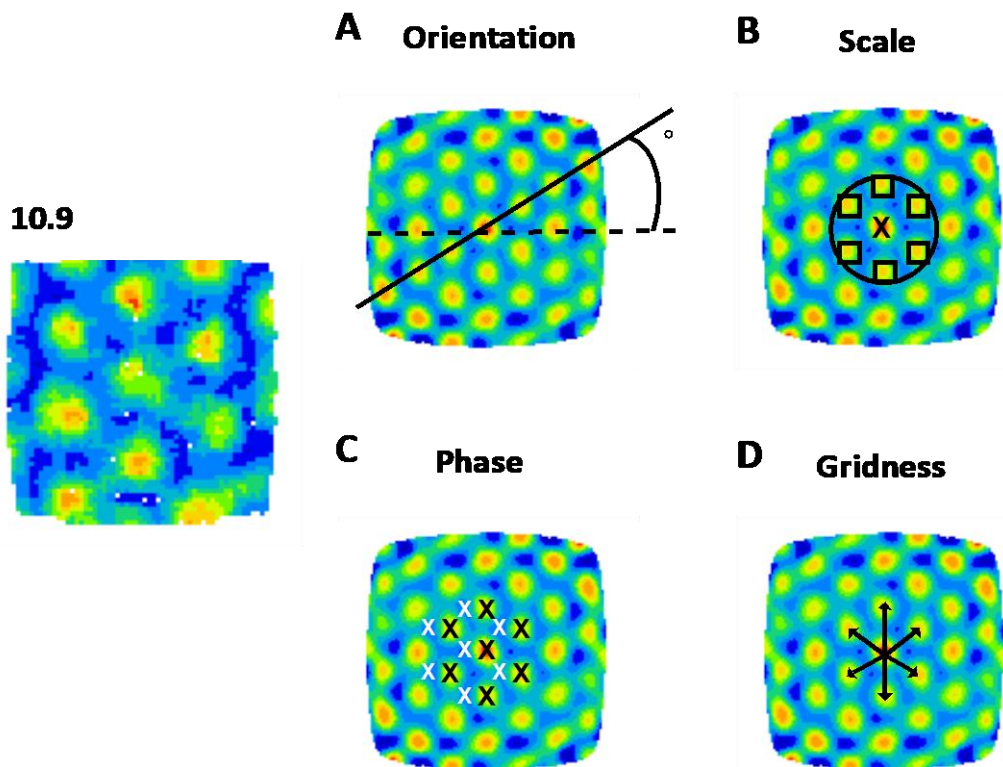 A Orientation
B Scale
10.9
°
X
C Phase
D Gridness
X X
X X X X
X X
X X X X
X X